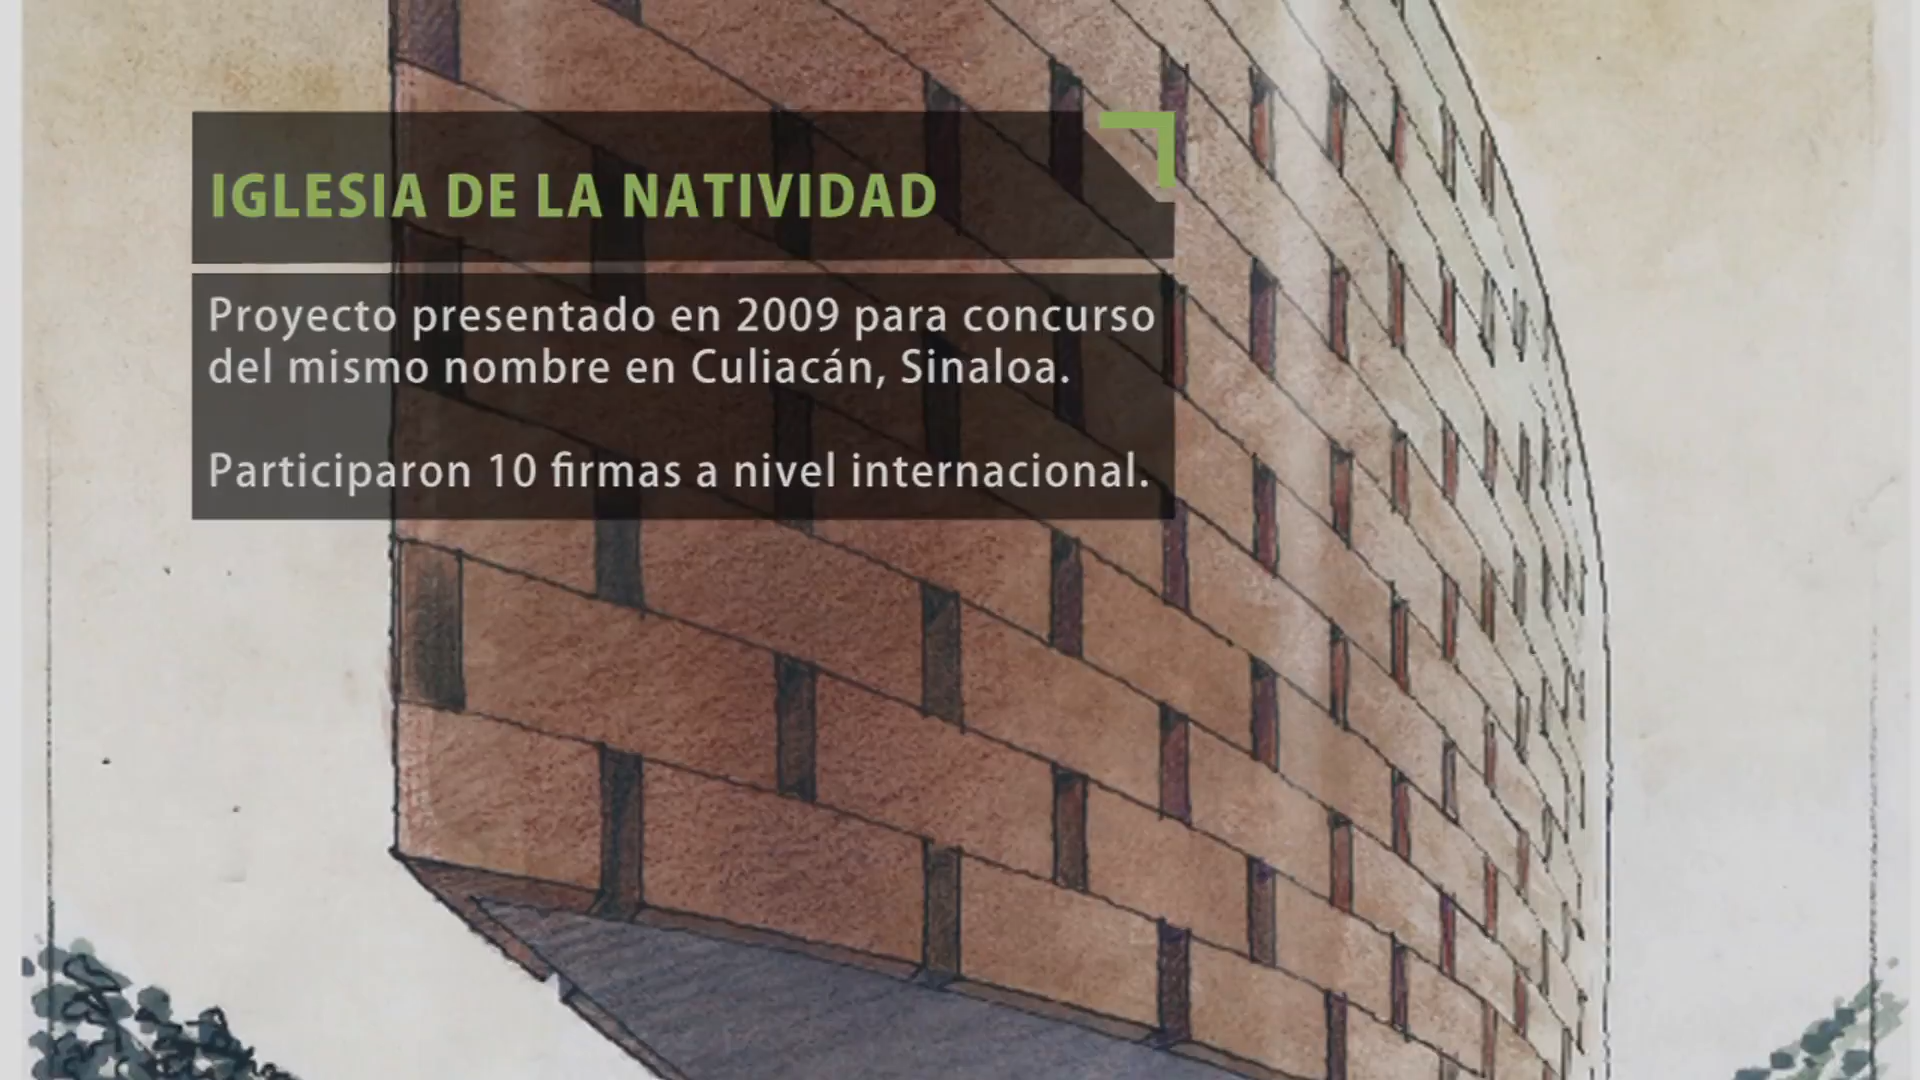 IGLESIA DE LA NATIVIDAD
Proyecto presentado en 2009 para concurso
del mismo nombre en Culiacán, Sinaloa.
Participaron 10 firmas a nivel internacional.